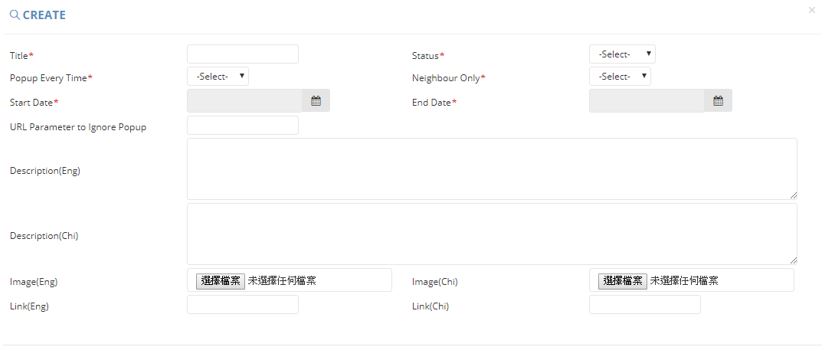 CREATE
×
Title*
Status*
-Select-
Popup Every Time*
-Select-
Neighbour Only*
-Select-
Start Date*
End Date*
URL Parameter to Ignore Popup
Description(Eng)
Description(Chi)
Image(Eng)
選擇檔案 未選擇任何檔案
Image(Chi)
選擇檔案 未選擇任何檔案
Link(Eng)
Link(Chi)